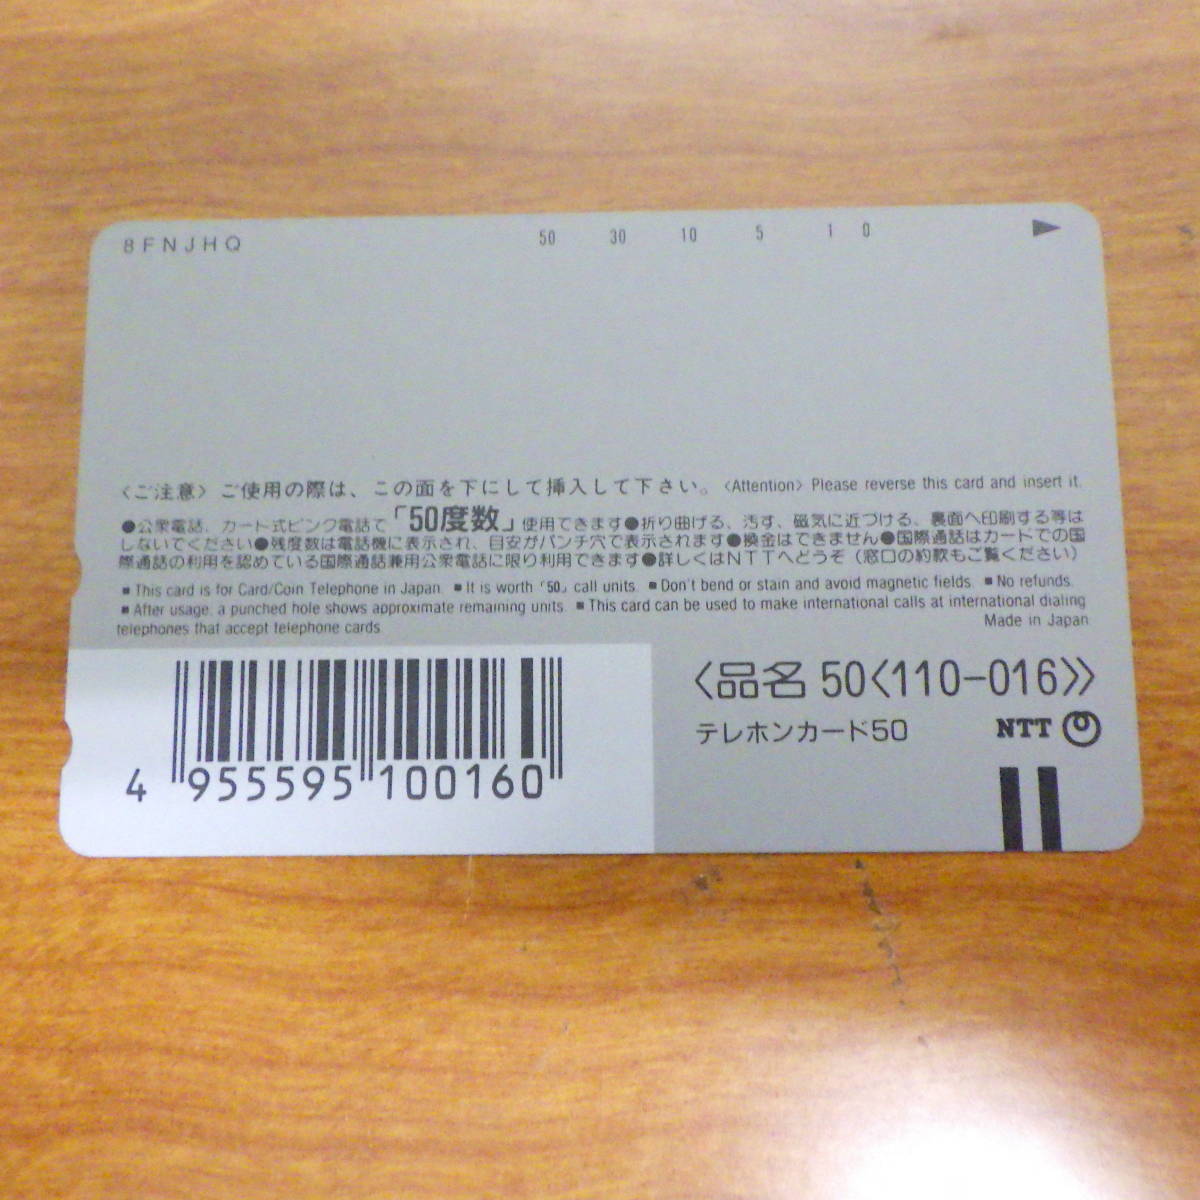 8FNJHQ 50 30 10 5 1 0 ▶
〈ご注意〉ご使用の際は、この面を下にして挿入して下さい。〈Attention〉Please reverse this card and insert it.
●公衆電話、カード式ピンク電話で「50度数」使用できます●折り曲げる、汚す、磁気に近づける、裏面へ印刷する等は
しないでください●残度数は電話機に表示され、目安がパンチ穴で表示されます●換金はできません●国際通話はカードでの国
際通話の利用を認めている国際通話兼用公衆電話に限り利用できます●詳しくはNTTへどうぞ（窓口の約款もご覧ください）
■This card is for Card/Coin Telephone in Japan. ■It is worth「50」call units. ■Don't bend or stain and avoid magnetic fields. ■No refunds.
■After usage, a punched hole shows approximate remaining units. ■This card can be used to make international calls at international dialing
telephones that accept telephone cards. Made in Japan
〈品名 50〈110-016〉〉
テレホンカード50 NTT
4 955595 100160